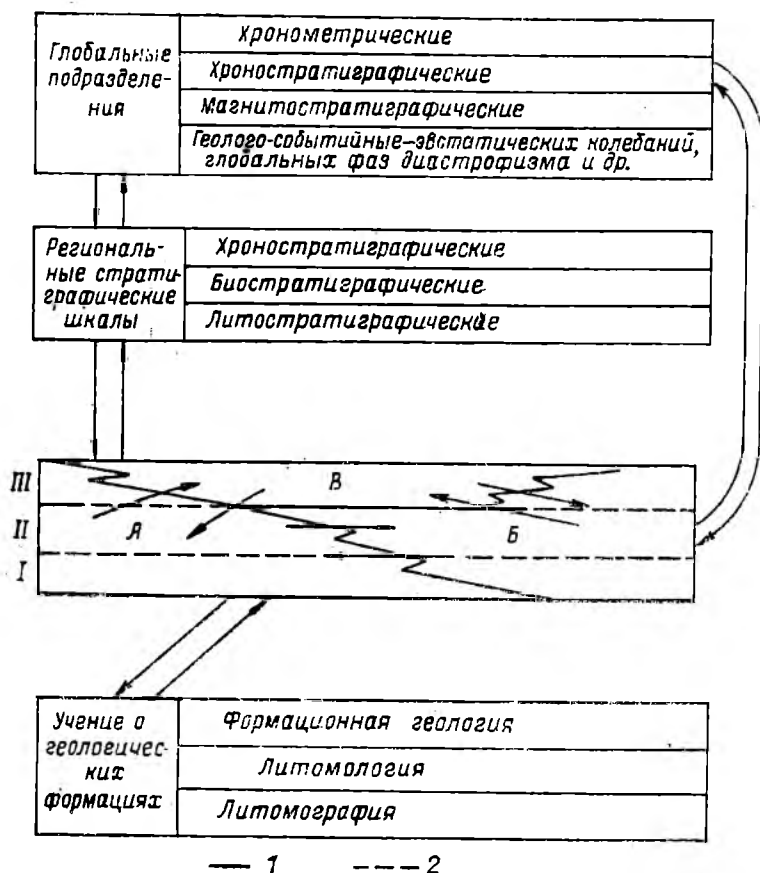 Глобальные
подразделе-
ния
Хронометрические
Хроностратиграфические
Магнитостратиграфические
Геолого-событийные-эвстатических колебаний,
глобальных фаз диастрофизма и др.
Региональ-
ные страти-
графические
шкалы
Хроностратиграфические
Биостратиграфические
Литостратиграфические
III
В
II
А
Б
I
Учение о
геологичес-
ких
формациях
Формационная геология
Литомология
Литомография
1
2